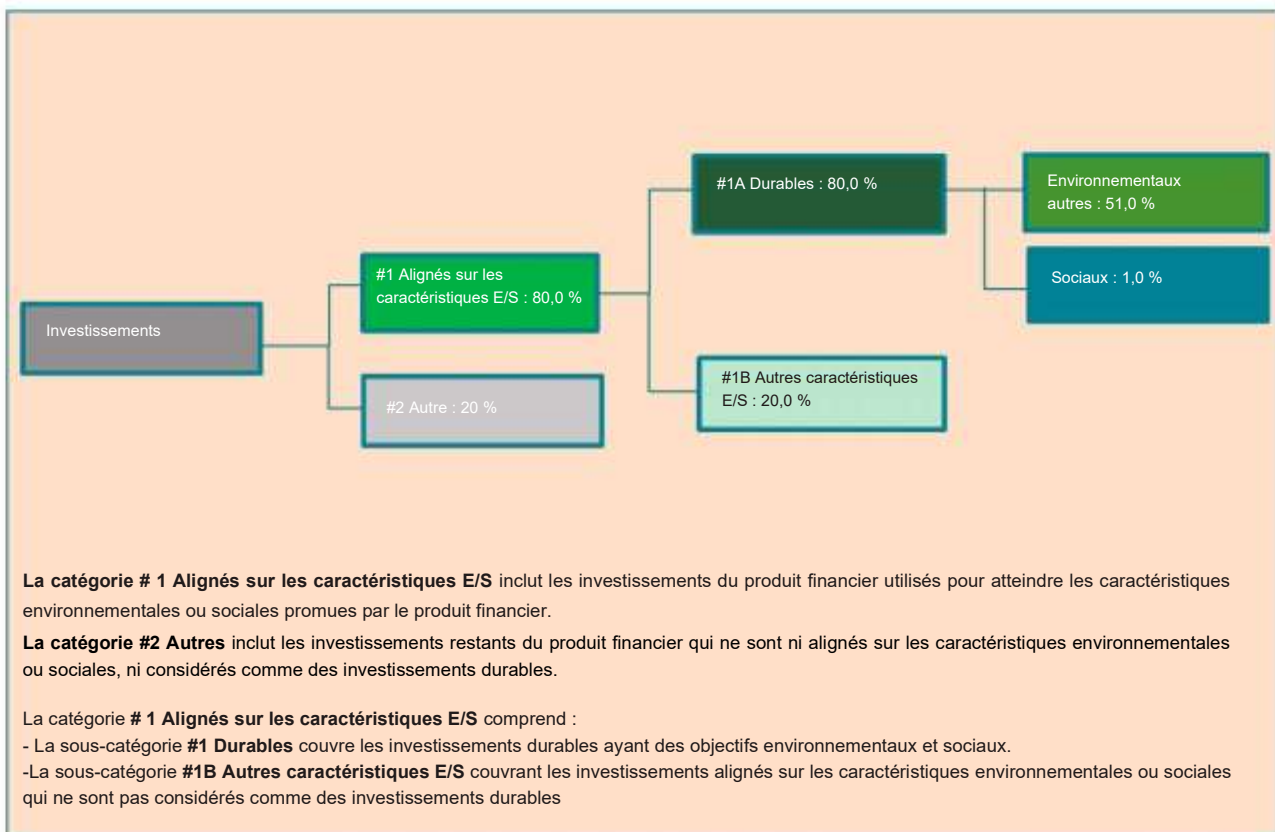 #1A Durables : 80,0 %
Environnementaux
autres : 51,0 %
#1 Alignés sur les
caractéristiques E/S : 80,0 %
Sociaux : 1,0 %
Investissements
#2 Autre : 20 %
#1B Autres caractéristiques
E/S : 20,0 %
La catégorie # 1 Alignés sur les caractéristiques E/S inclut les investissements du produit financier utilisés pour atteindre les caractéristiques
environnementales ou sociales promues par le produit financier.
La catégorie #2 Autres inclut les investissements restants du produit financier qui ne sont ni alignés sur les caractéristiques environnementales
ou sociales, ni considérés comme des investissements durables.
La catégorie # 1 Alignés sur les caractéristiques E/S comprend :
- La sous-catégorie #1 Durables couvre les investissements durables ayant des objectifs environnementaux et sociaux.
-La sous-catégorie #1B Autres caractéristiques E/S couvrant les investissements alignés sur les caractéristiques environnementales ou sociales
qui ne sont pas considérés comme des investissements durables